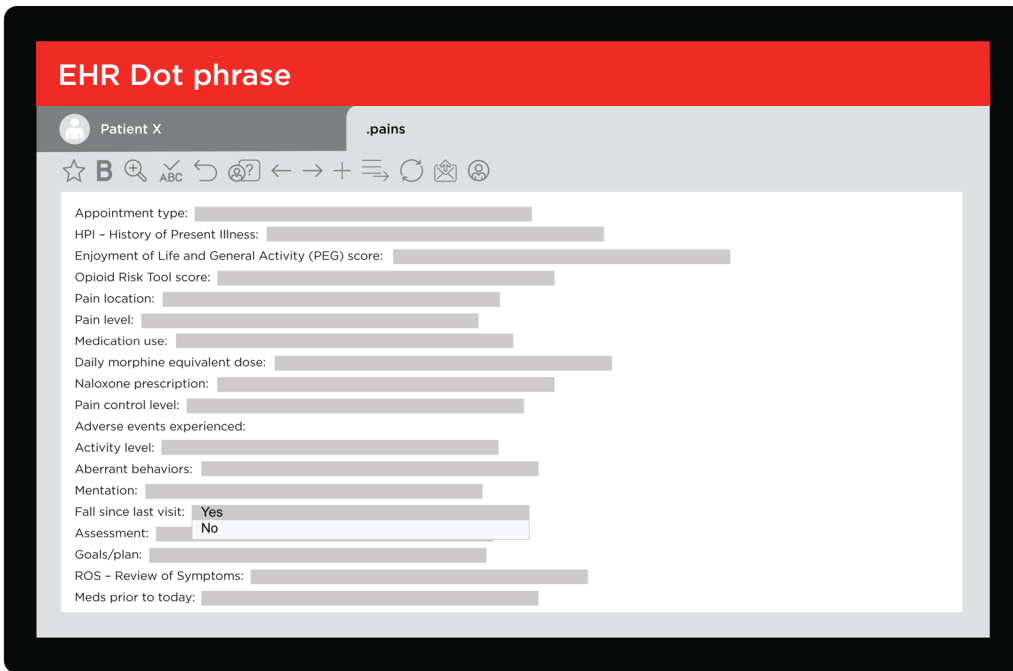 EHR Dot phrase
Patient X
.pains
B
ABC
?
Appointment type:
HPI – History of Present Illness:
Enjoyment of Life and General Activity (PEG) score:
Opioid Risk Tool score:
Pain location:
Pain level:
Medication use:
Daily morphine equivalent dose:
Naloxone prescription:
Pain control level:
Adverse events experienced:
Activity level:
Aberrant behaviors:
Mentation:
Fall since last visit: Yes
No
Assessment:
Goals/plan:
ROS – Review of Symptoms:
Meds prior to today: